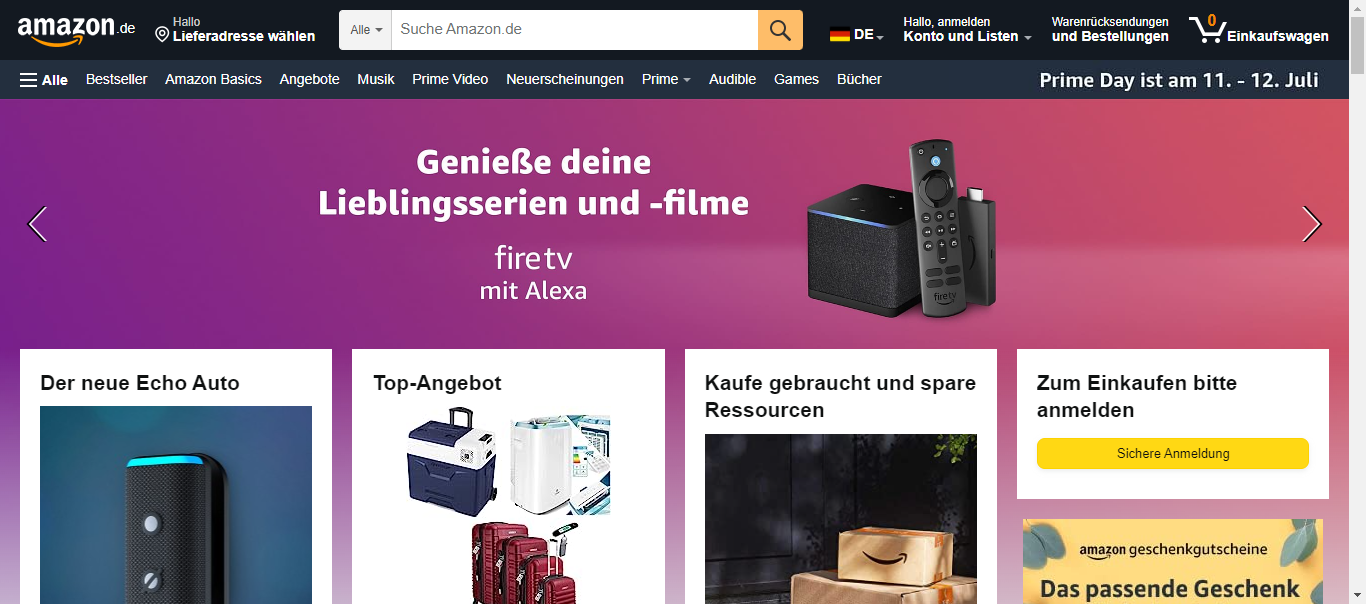 amazon.de
Hallo
Lieferadresse wählen
Alle
Suche Amazon.de
DE
Hallo, anmelden
Konto und Listen
Warenrücksendungen
und Bestellungen
0
Einkaufswagen
Alle
Bestseller
Amazon Basics
Angebote
Musik
Prime Video
Neuerscheinungen
Prime
Audible
Games
Bücher
Prime Day ist am 11. - 12. Juli
Genieße deine
Lieblingsserien und -filme
fire tv
mit Alexa
fire tv
Der neue Echo Auto
Top-Angebot
Kaufe gebraucht und spare
Ressourcen
Zum Einkaufen bitte
anmelden
Sichere Anmeldung
amazon geschenkgutscheine
Das passende Geschenk